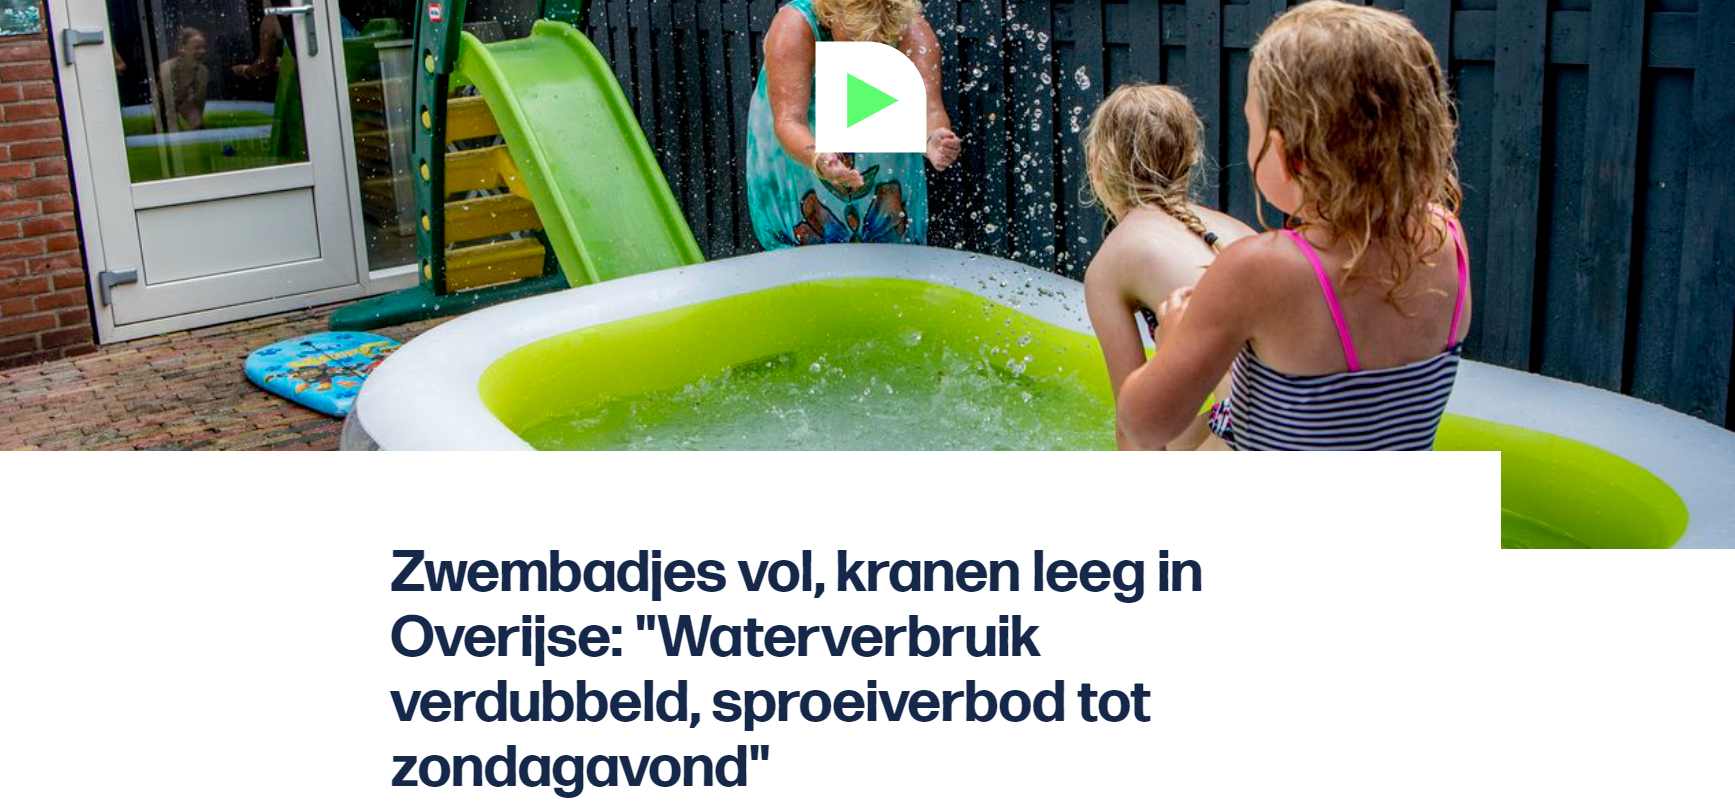 Zwembadjes vol, kranen leeg in
Overijse: "Waterverbruik
verdubbeld, sproeiverbod tot
zondagavond"